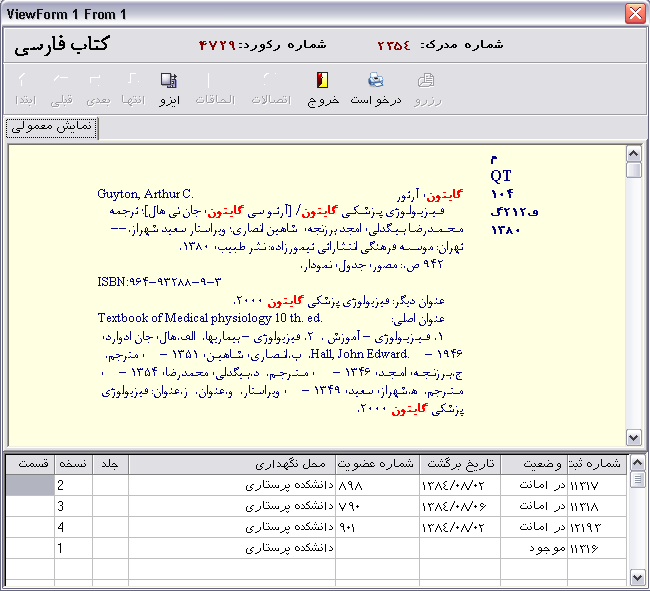 ViewForm 1 From 1
کتاب فارسی شماره رکورد: ۴۷۲۹ شماره مدرک: ۲۳۵۴
ابتدا قبلی بعدی انتها ایزو الحاقات اتصالات خروج درخواست رزرو
نمایش معمولی
م
QT
۱۰۴
ف۲۱۲گ
۱۳۸۰
گایتون، آرتور Guyton, Arthur C.
فیزیولوژی پزشکی گایتون/ [آرتور سی گایتون، جان ئی هال]؛ ترجمه
محمدرضا بیگدلی، امجد برزنجه، شاهین انصاری؛ ویراستار سعید شهراز.--
تهران: موسسه فرهنگی انتشاراتی تیمورزاده: نشر طبیب، ۱۳۸۰.
۹۴۲ ص.: مصور، جدول، نمودار.
ISBN:۹۶۴-۹۳۲۸۸-۹-۳
عنوان دیگر: فیزیولوژی پزشکی گایتون ۲۰۰۰.
عنوان اصلی: Textbook of Medical physiology 10 th. ed.
۱. فیزیولوژی - آموزش. ۲. فیزیولوژی - بیماریها. الف.هال، جان ادوارد،
۱۹۴۶ - .Hall, John Edward. ب.انصاری، شاهین، ۱۳۵۱ - ، مترجم.
ج.برزنجه، امجد، ۱۳۴۶ - ، مترجم. د.بیگدلی، محمدرضا، ۱۳۵۴ - ،
مترجم. ه.شهراز، سعید، ۱۳۴۹ - ، ویراستار. و.عنوان. ز.عنوان: فیزیولوژی
پزشکی گایتون ۲۰۰۰.
شماره ثبت وضعیت تاریخ برگشت شماره عضویت محل نگهداری جلد نسخه قسمت
۱۱۳۱۷ در امانت ۱۳۸۴/۰۸/۰۲ ۸۹۸ دانشکده پرستاری 2
۱۱۳۱۸ در امانت ۱۳۸۴/۰۸/۰۶ ۷۹۰ دانشکده پرستاری 3
۱۲۱۹۳ در امانت ۱۳۸۴/۰۸/۰۲ ۹۰۱ دانشکده پرستاری 4
۱۱۳۱۶ موجود دانشکده پرستاری 1